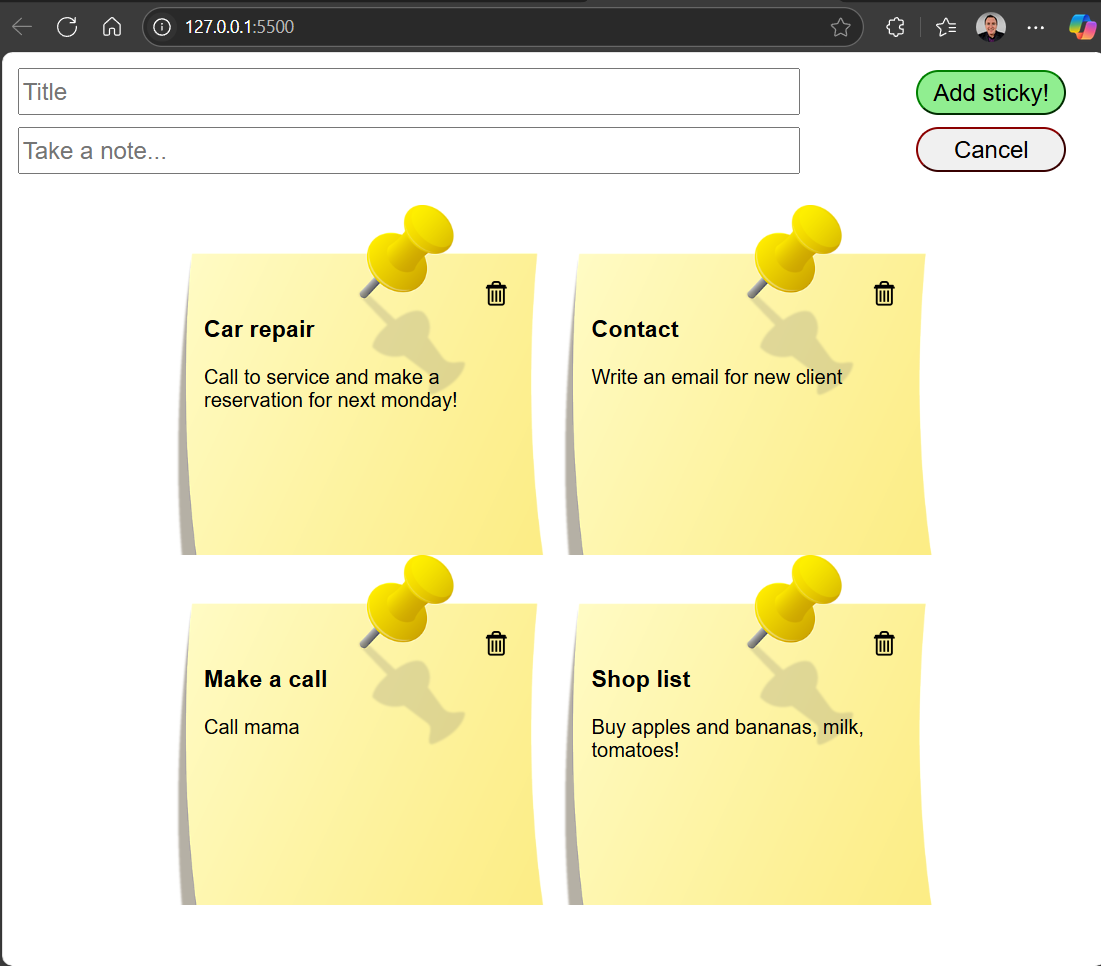 127.0.0.1:5500
Title
Add sticky!
Take a note...
Cancel
Car repair
Call to service and make a
reservation for next monday!
Contact
Write an email for new client
Make a call
Call mama
Shop list
Buy apples and bananas, milk,
tomatoes!